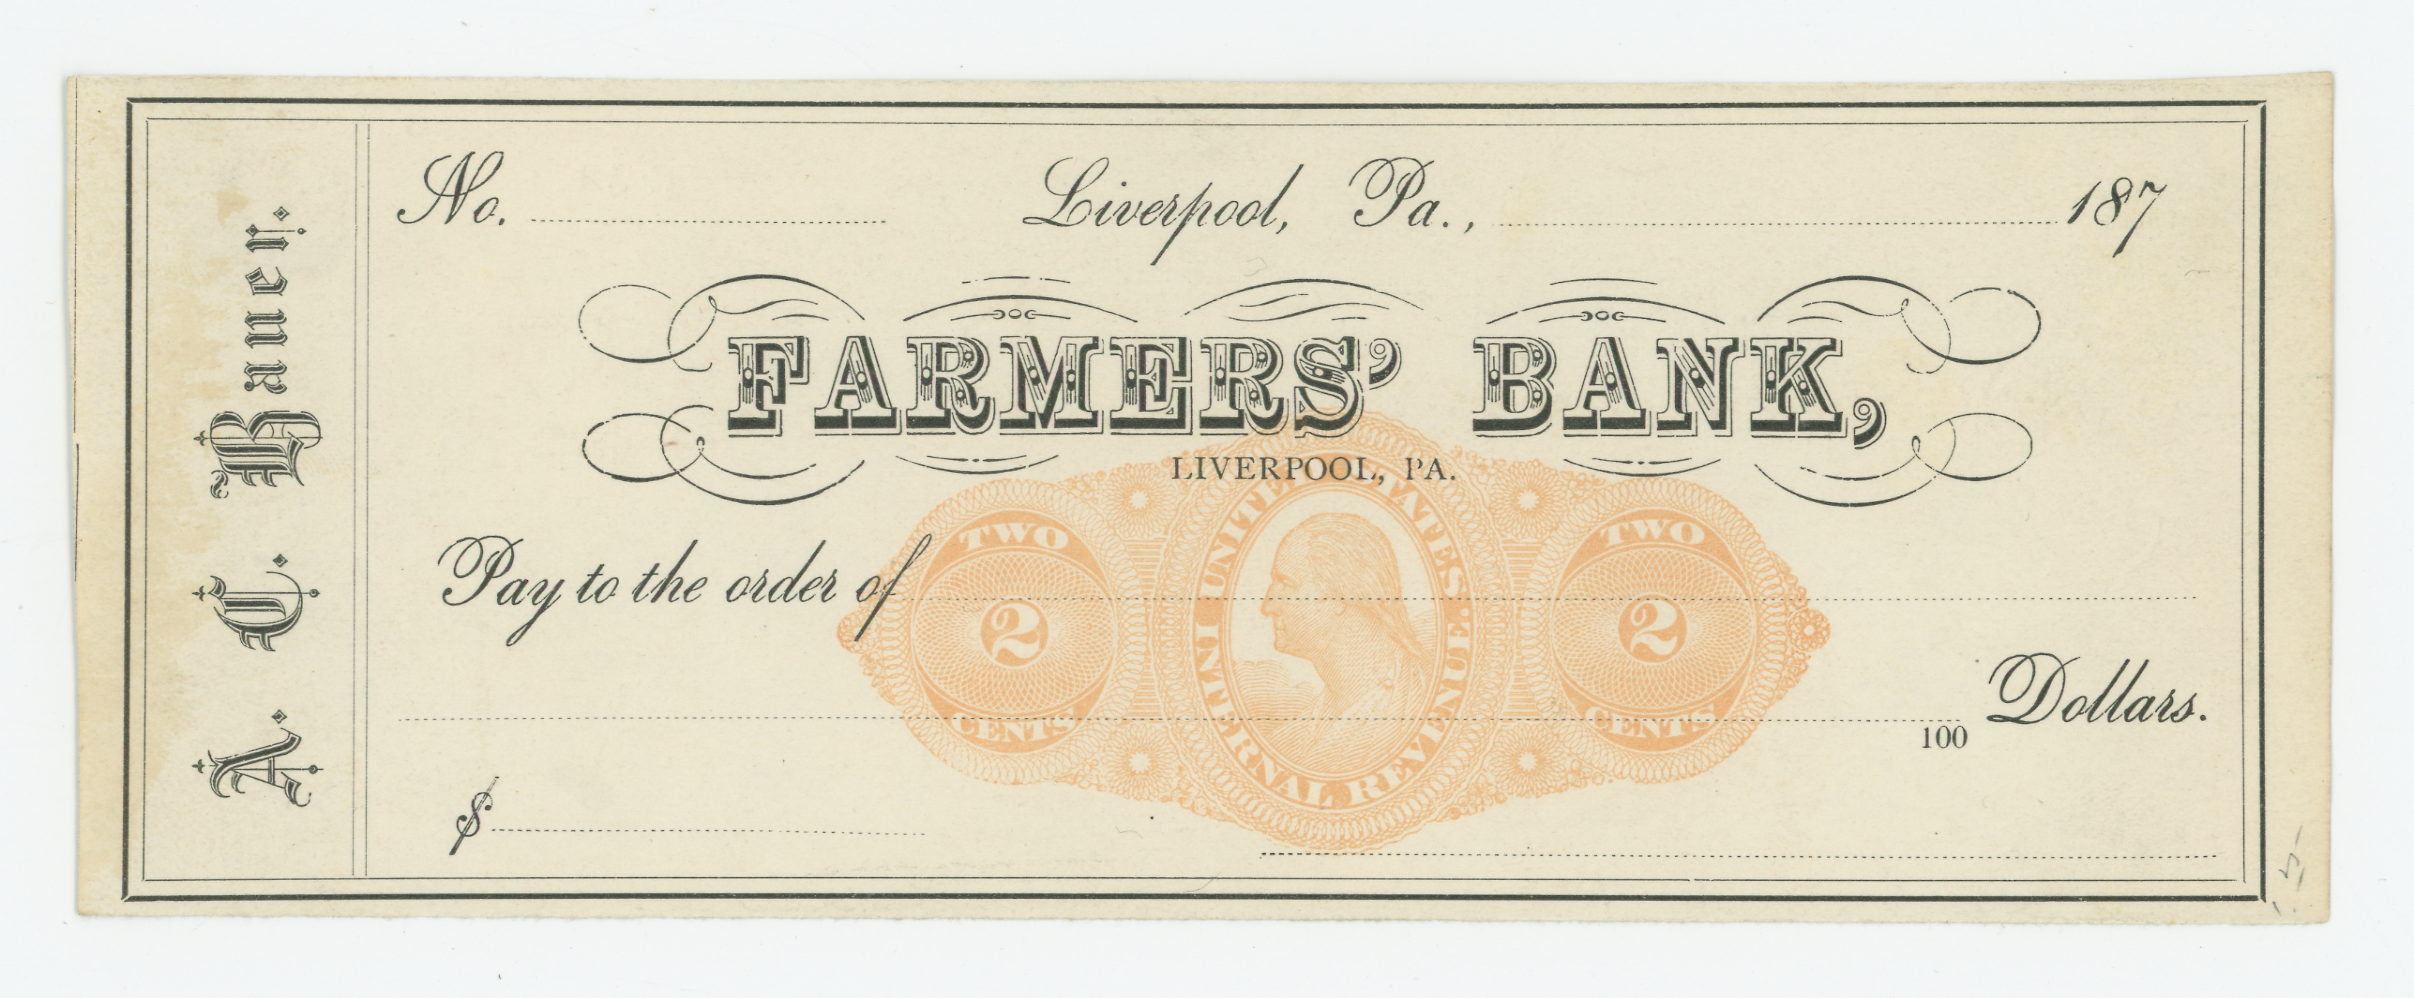 A. C. Bauer.
No. Liverpool, Pa., 187
FARMERS' BANK,
LIVERPOOL, PA.
UNITED STATES INTERNAL REVENUE.
TWO 2 CENTS
TWO 2 CENTS
Pay to the order of
100 Dollars.
$